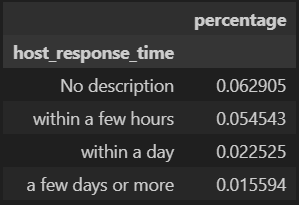 percentage
host_response_time
No description 0.062905
within a few hours 0.054543
within a day 0.022525
a few days or more 0.015594